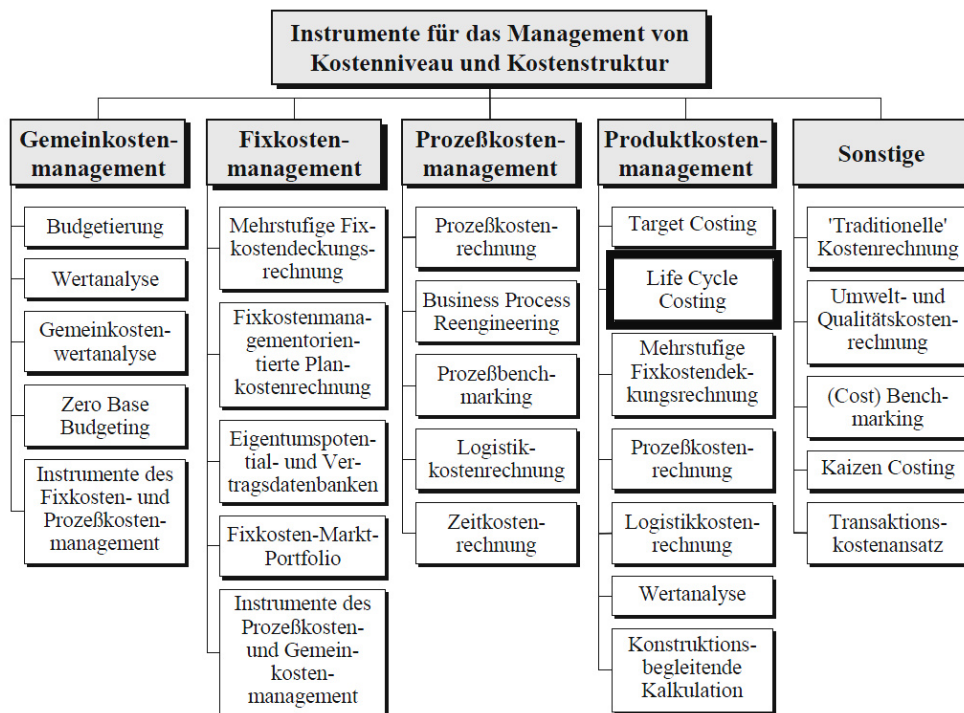 Instrumente für das Management von
Kostenniveau und Kostenstruktur
Gemeinkosten-
management
Budgetierung
Wertanalyse
Gemeinkosten-
wertanalyse
Zero Base
Budgeting
Instrumente des
Fixkosten- und
Prozeßkosten-
management
Fixkosten-
management
Mehrstufige Fix-
kostendeckungs-
rechnung
Fixkostenmana-
gementorien-
tierte Plan-
kostenrechnung
Eigentumspoten-
tial- und Ver-
tragsdatenbanken
Fixkosten-Markt-
Portfolio
Instrumente des
Prozeßkosten-
und Gemein-
kosten-
management
Prozeßkosten-
management
Prozeßkosten-
rechnung
Business Process
Reengineering
Prozeßbench-
marking
Logistik-
kostenrechnung
Zeitkosten-
rechnung
Produktkosten-
management
Target Costing
Life Cycle
Costing
Mehrstufige
Fixkostendek-
kungsrechnung
Prozeßkosten-
rechnung
Logistikkosten-
rechnung
Wertanalyse
Konstruktions-
begleitende
Kalkulation
Sonstige
'Traditionelle'
Kostenrechnung
Umwelt- und
Qualitätskosten-
rechnung
(Cost) Bench-
marking
Kaizen Costing
Transaktions-
kostenansatz